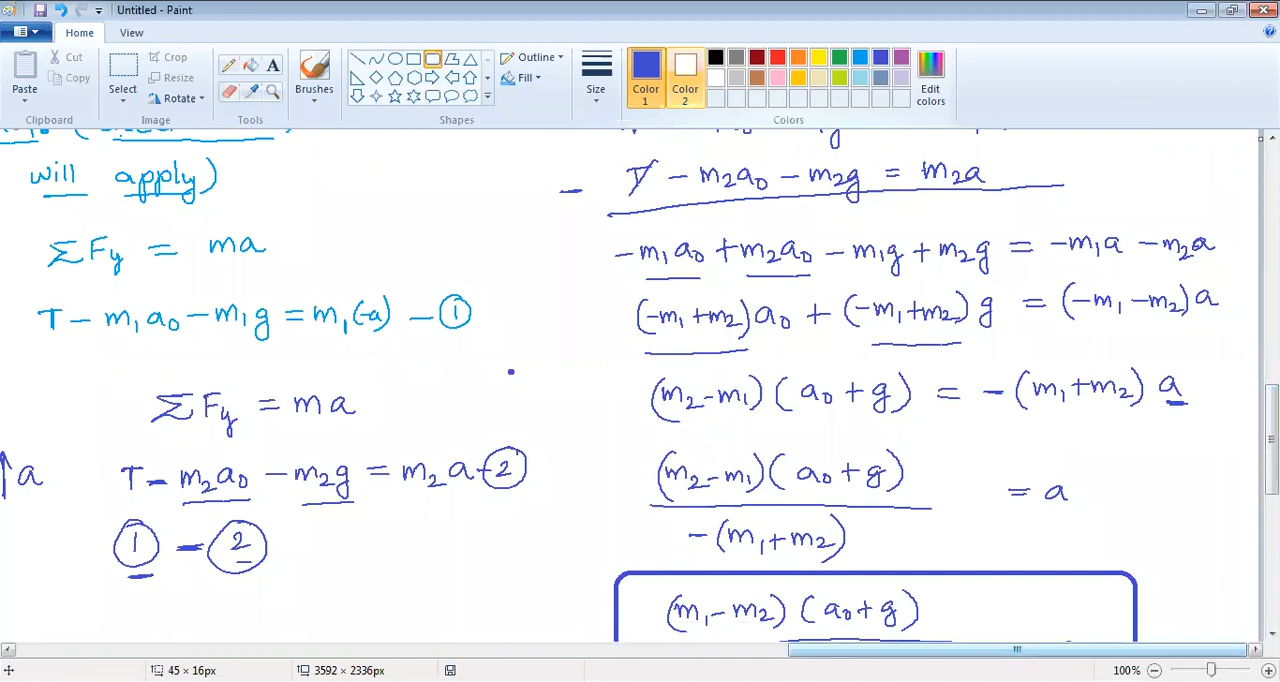 Untitled - Paint
Home View
Paste
Cut
Copy
Clipboard
Select
Crop
Resize
Rotate
Image
Tools
Brushes
Shapes
Outline
Fill
Size
Color 1
Color 2
Edit colors
Colors
will apply)
ΣFy = ma
T - m₁a₀ - m₁g = m₁(-a) - ①
ΣFy = ma
↑a T - m₂a₀ - m₂g = m₂a - ②
① - ②
- T - m₂a₀ - m₂g = m₂a
-m₁a₀ + m₂a₀ - m₁g + m₂g = -m₁a - m₂a
(-m₁+m₂)a₀ + (-m₁+m₂)g = (-m₁-m₂)a
(m₂-m₁)(a₀+g) = -(m₁+m₂) a
(m₂-m₁)(a₀+g)
= a
-(m₁+m₂)
(m₁-m₂) (a₀+g)
45 × 16px
3592 × 2336px
100%